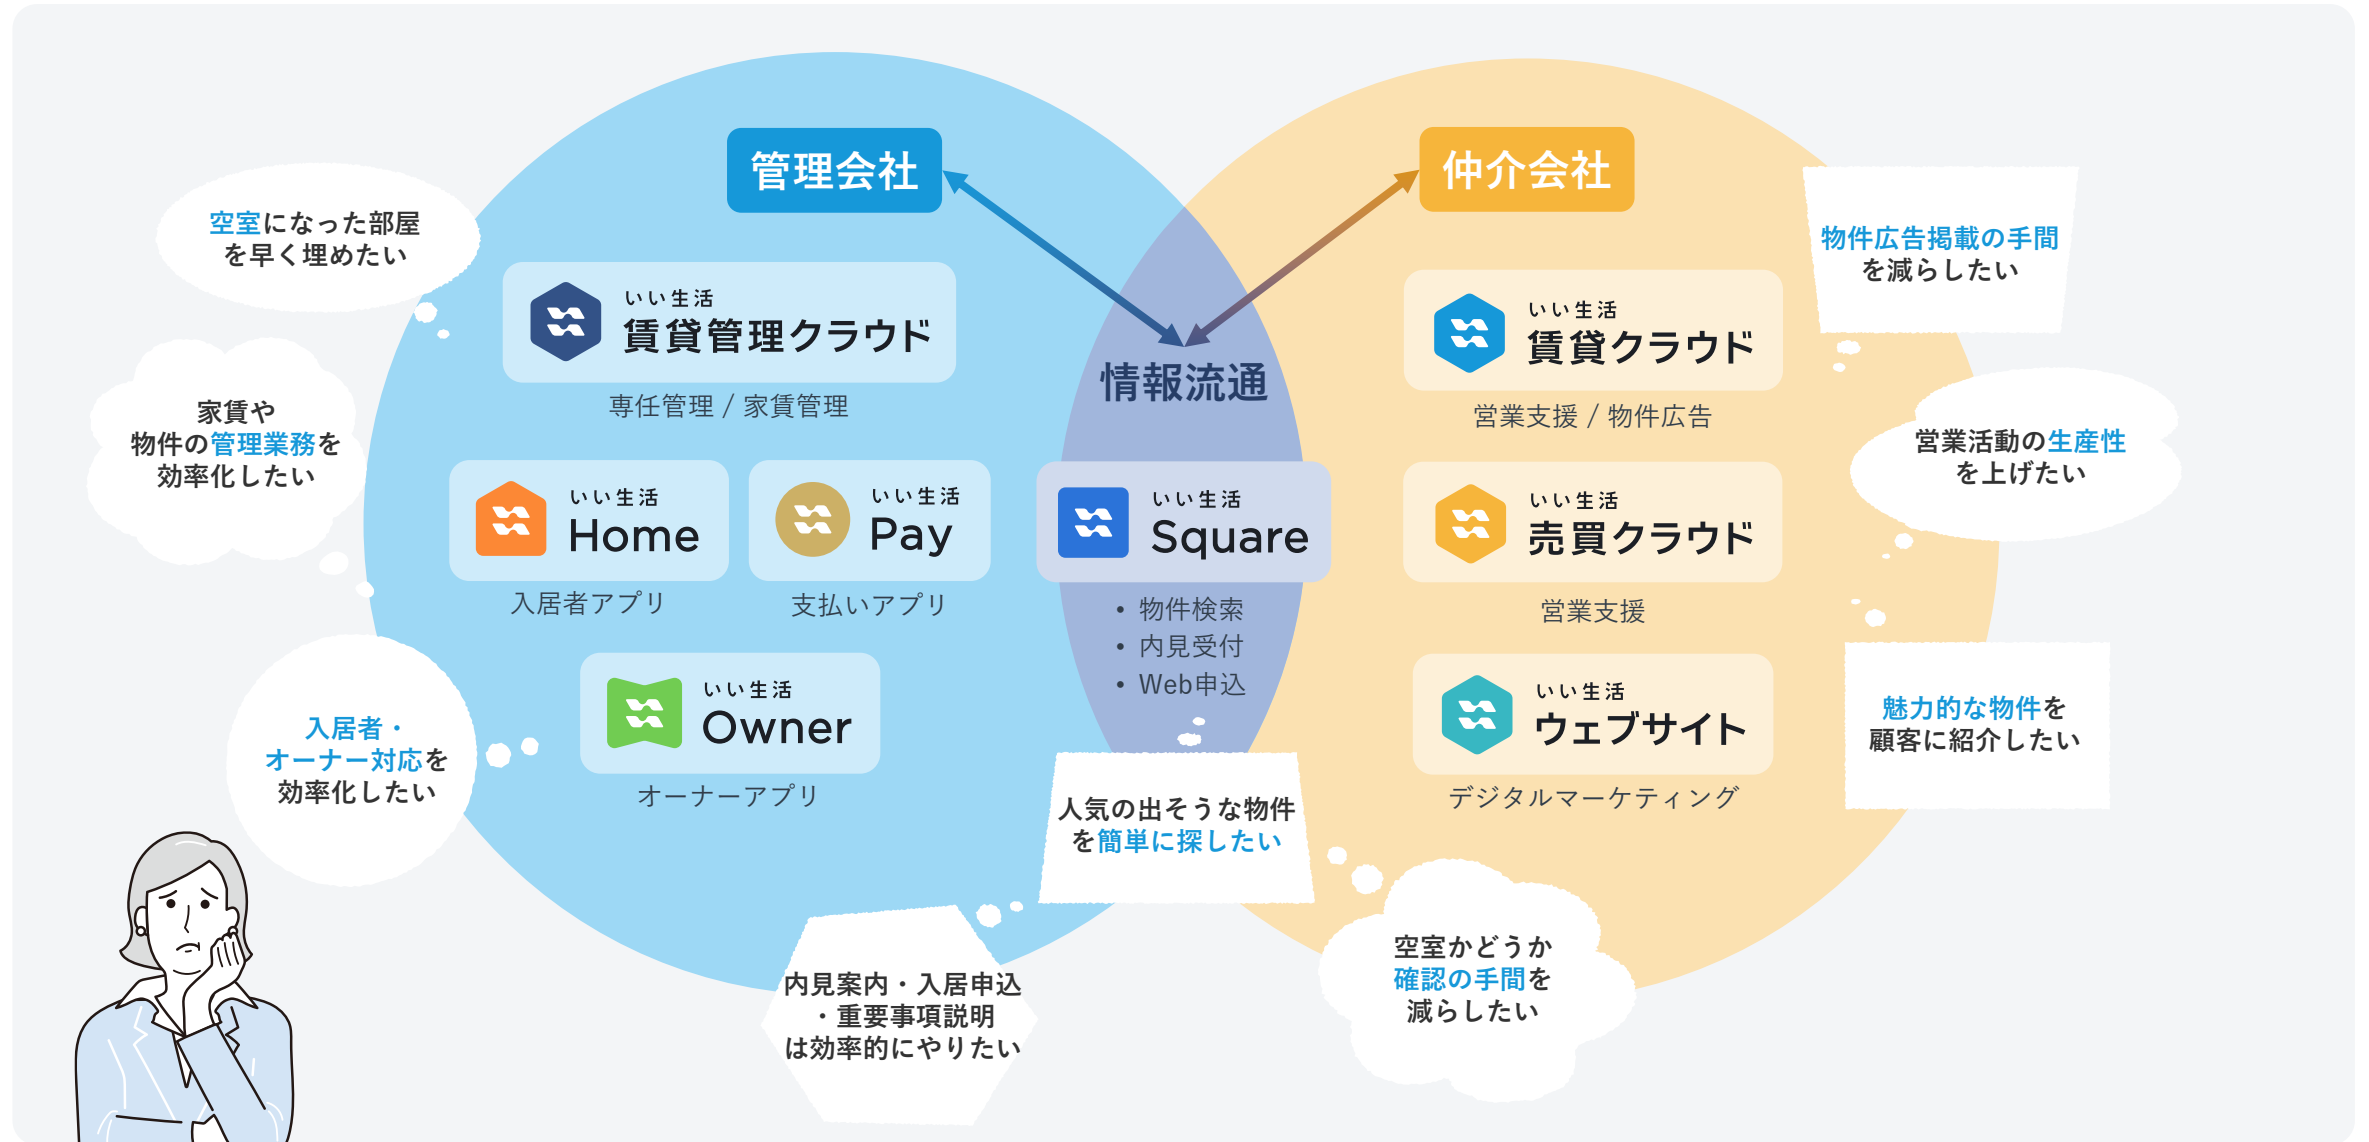 管理会社
仲介会社
空室になった部屋
を早く埋めたい
家賃や
物件の管理業務を
効率化したい
入居者・
オーナー対応を
効率化したい
いい生活
賃貸管理クラウド
専任管理 / 家賃管理
いい生活
Home
入居者アプリ
いい生活
Pay
支払いアプリ
いい生活
Owner
オーナーアプリ
情報流通
いい生活
Square
• 物件検索
• 内見受付
• Web申込
人気の出そうな物件
を簡単に探したい
内見案内・入居申込
・重要事項説明
は効率的にやりたい
いい生活
賃貸クラウド
営業支援 / 物件広告
いい生活
売買クラウド
営業支援
いい生活
ウェブサイト
デジタルマーケティング
物件広告掲載の手間
を減らしたい
営業活動の生産性
を上げたい
魅力的な物件を
顧客に紹介したい
空室かどうか
確認の手間を
減らしたい